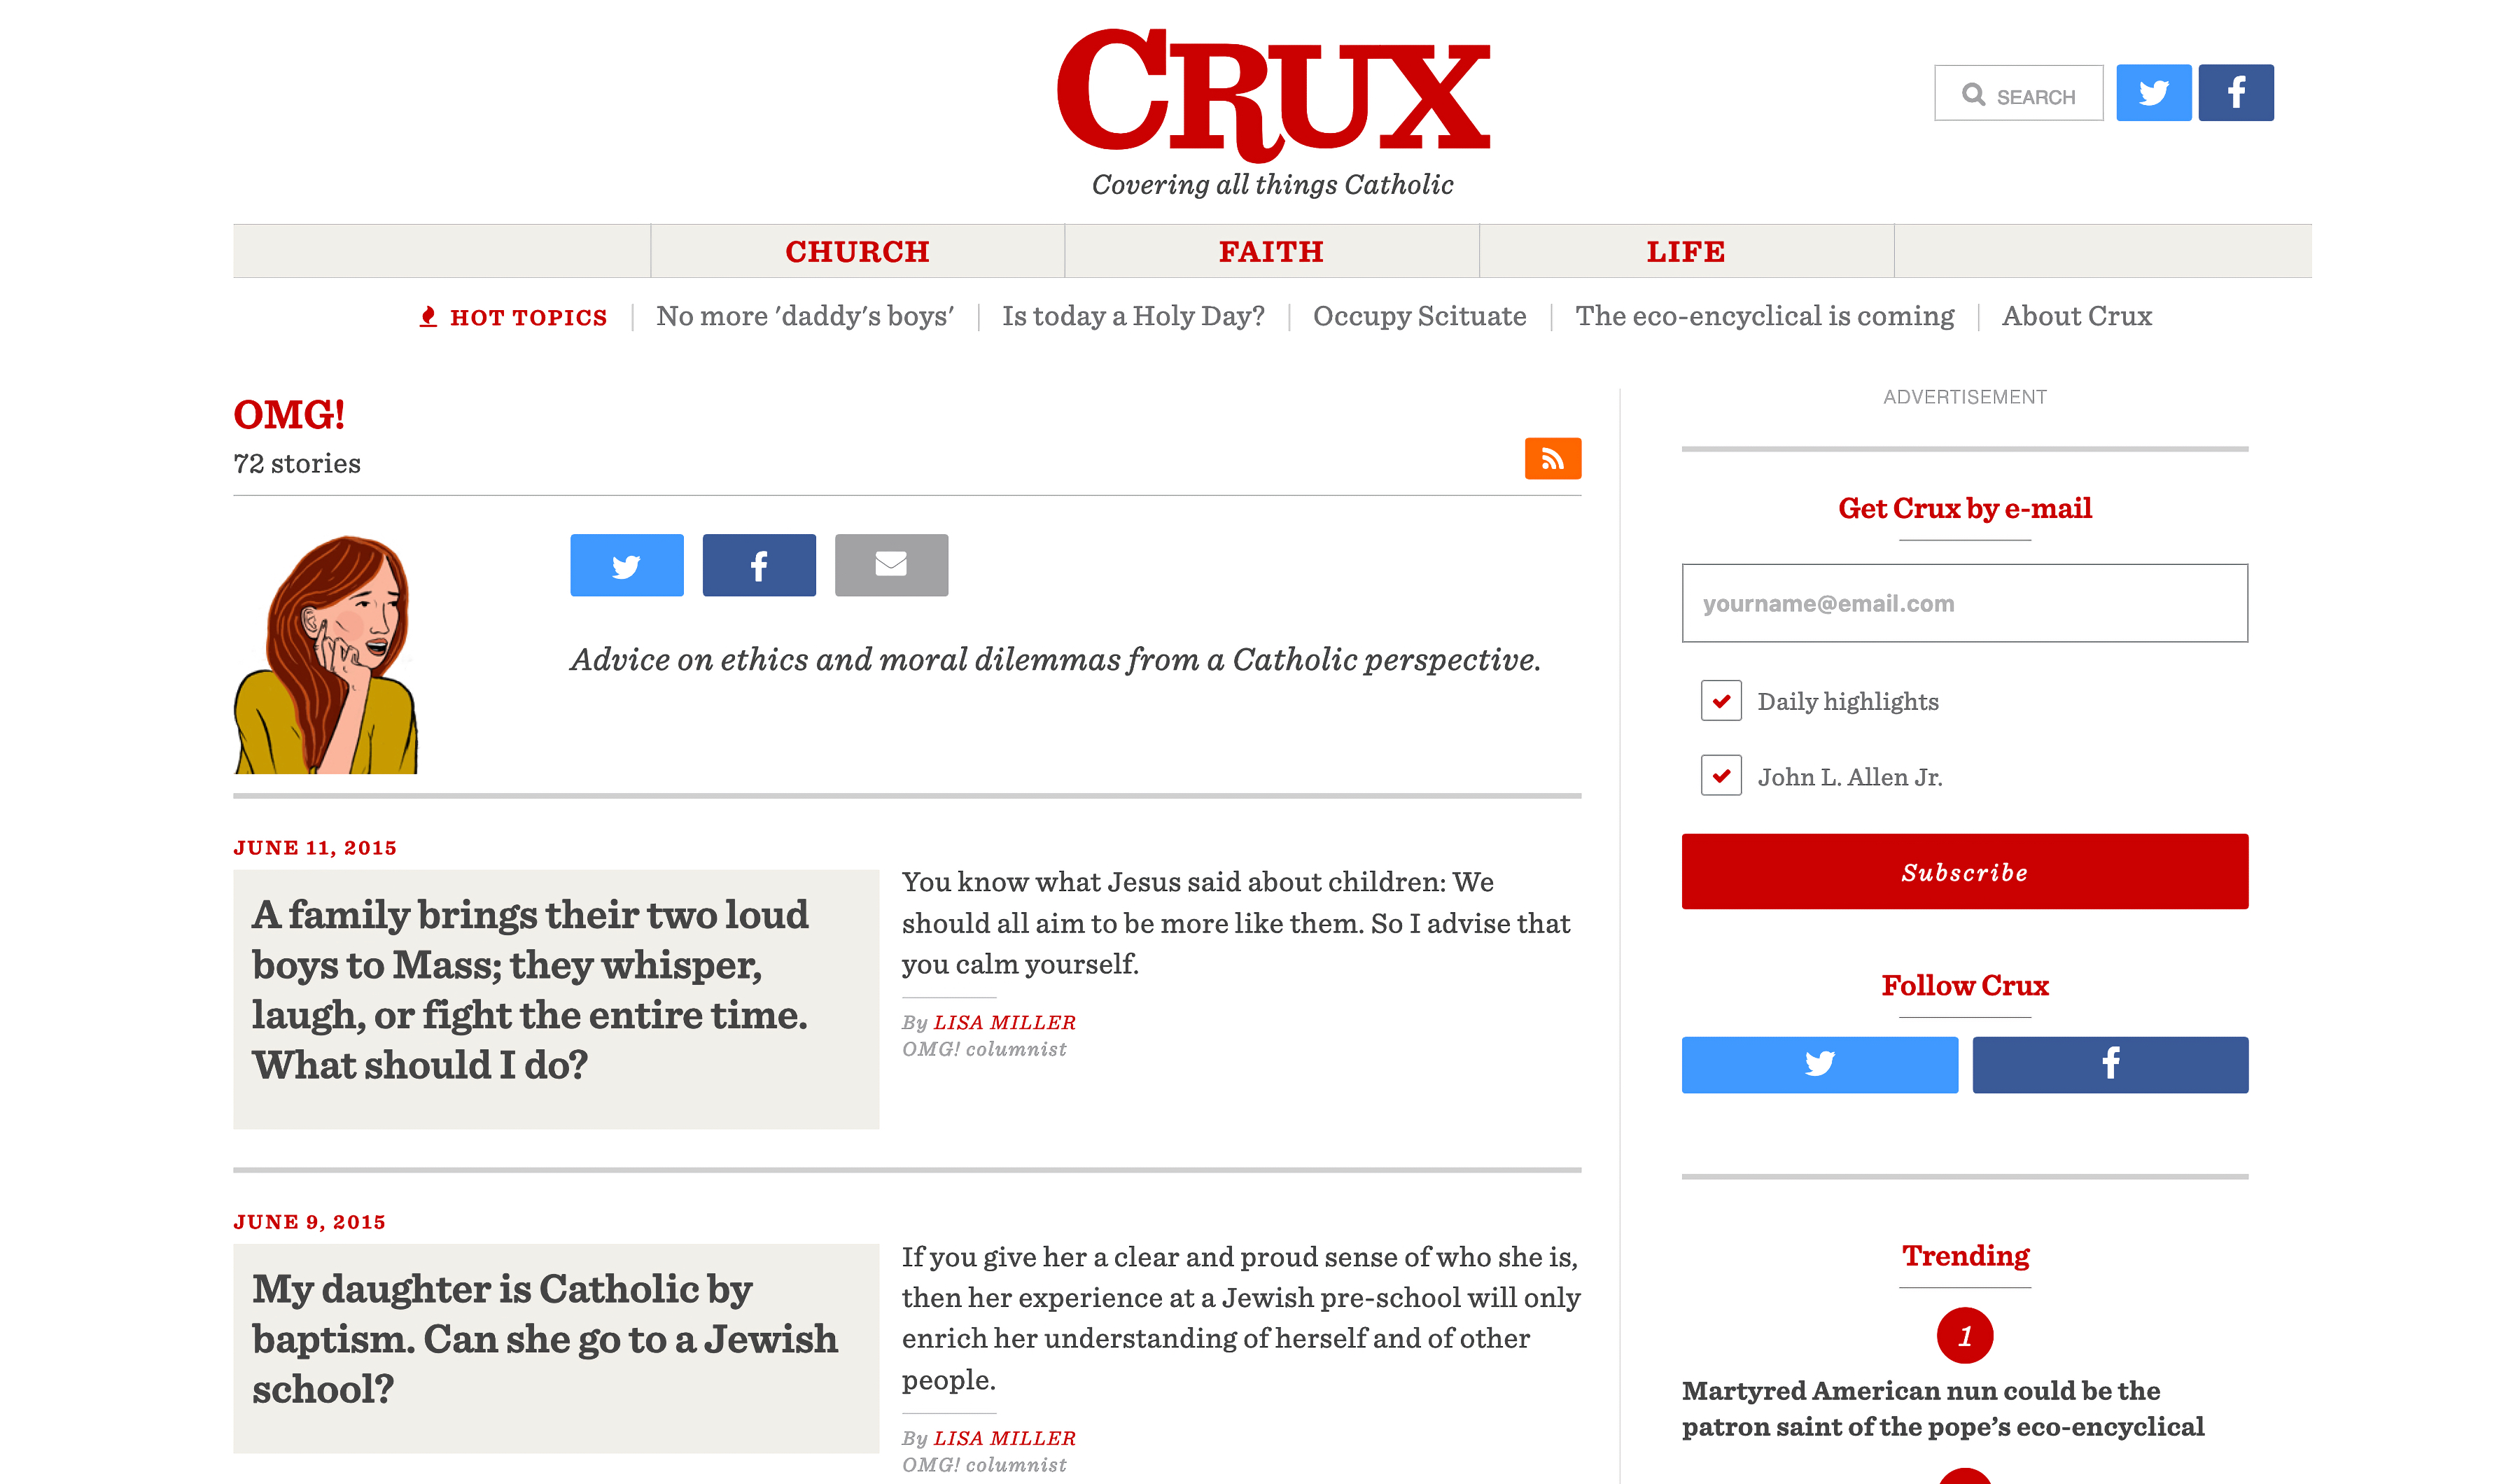 CRUX
Covering all things Catholic
SEARCH
CHURCH
FAITH
LIFE
HOT TOPICS
No more 'daddy's boys'
Is today a Holy Day?
Occupy Scituate
The eco-encyclical is coming
About Crux
OMG!
72 stories
Advice on ethics and moral dilemmas from a Catholic perspective.
JUNE 11, 2015
A family brings their two loud
boys to Mass; they whisper,
laugh, or fight the entire time.
What should I do?
You know what Jesus said about children: We
should all aim to be more like them. So I advise that
you calm yourself.
By LISA MILLER
OMG! columnist
JUNE 9, 2015
My daughter is Catholic by
baptism. Can she go to a Jewish
school?
If you give her a clear and proud sense of who she is,
then her experience at a Jewish pre-school will only
enrich her understanding of herself and of other
people.
By LISA MILLER
OMG! columnist
ADVERTISEMENT
Get Crux by e-mail
yourname@email.com
Daily highlights
John L. Allen Jr.
Subscribe
Follow Crux
Trending
1
Martyred American nun could be the
patron saint of the pope’s eco-encyclical